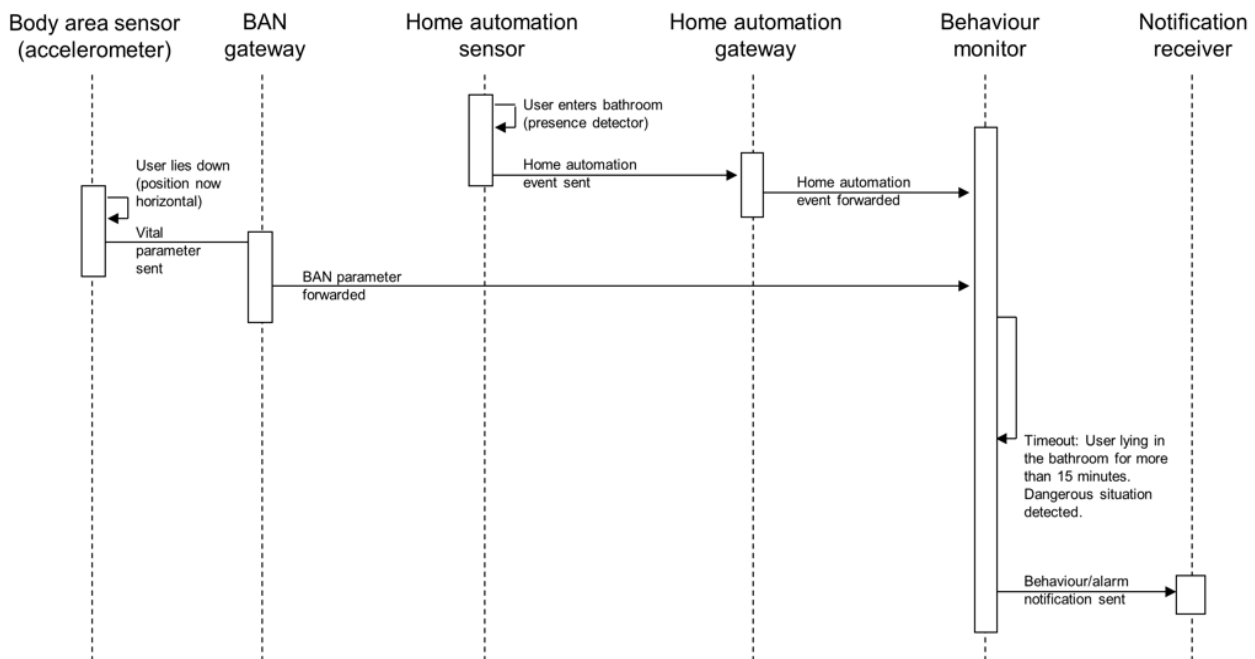 Body area sensor
(accelerometer)
BAN
gateway
Home automation
sensor
Home automation
gateway
Behaviour
monitor
Notification
receiver
User enters bathroom
(presence detector)
Home automation
event sent
Home automation
event forwarded
User lies down
(position now
horizontal)
Vital
parameter
sent
BAN parameter
forwarded
Timeout: User lying in
the bathroom for more
than 15 minutes.
Dangerous situation
detected.
Behaviour/alarm
notification sent